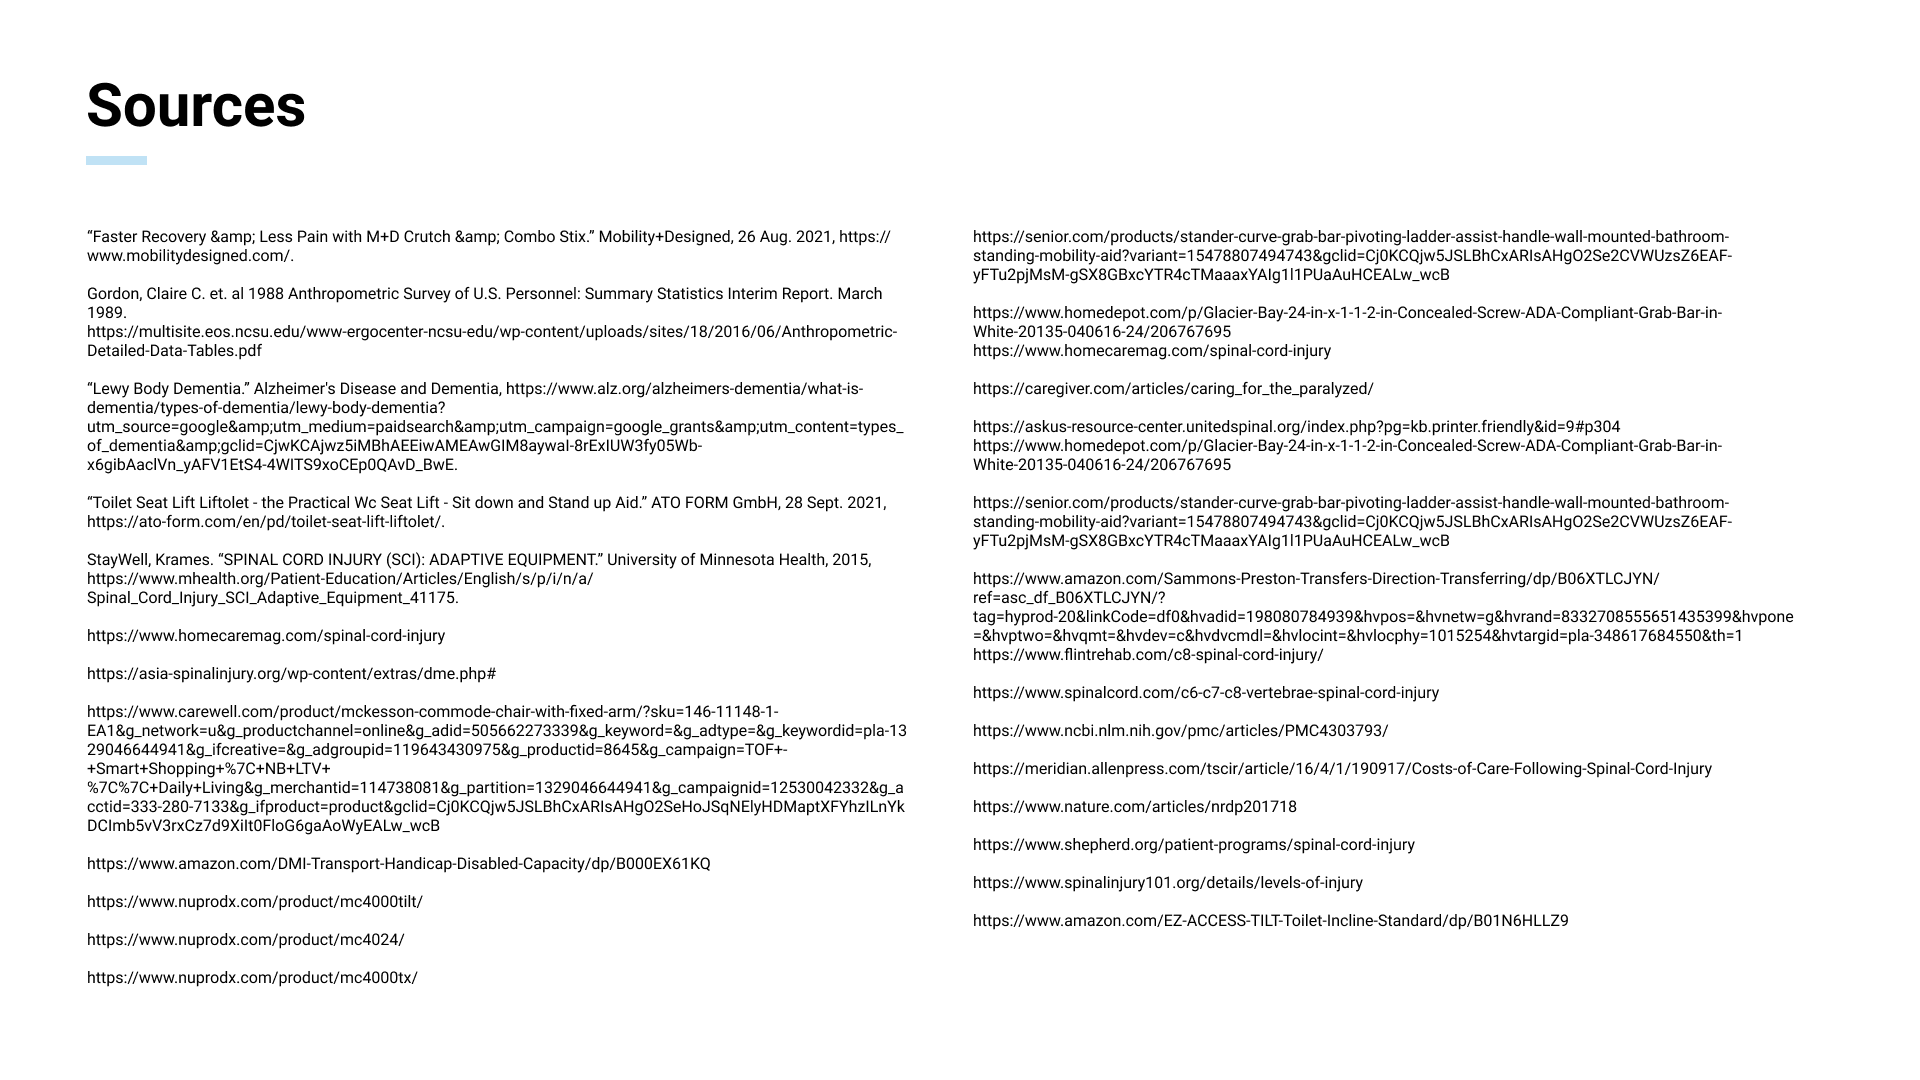 Sources
“Faster Recovery &amp; Less Pain with M+D Crutch &amp; Combo Stix.” Mobility+Designed, 26 Aug. 2021, https://
www.mobilitydesigned.com/.
Gordon, Claire C. et. al 1988 Anthropometric Survey of U.S. Personnel: Summary Statistics Interim Report. March
1989.
https://multisite.eos.ncsu.edu/www-ergocenter-ncsu-edu/wp-content/uploads/sites/18/2016/06/Anthropometric-
Detailed-Data-Tables.pdf
“Lewy Body Dementia.” Alzheimer's Disease and Dementia, https://www.alz.org/alzheimers-dementia/what-is-
dementia/types-of-dementia/lewy-body-dementia?
utm_source=google&amp;utm_medium=paidsearch&amp;utm_campaign=google_grants&amp;utm_content=types_
of_dementia&amp;gclid=CjwKCAjwz5iMBhAEEiwAMEAwGIM8aywaI-8rExIUW3fy05Wb-
x6gibAaclVn_yAFV1EtS4-4WITS9xoCEp0QAvD_BwE.
“Toilet Seat Lift Liftolet - the Practical Wc Seat Lift - Sit down and Stand up Aid.” ATO FORM GmbH, 28 Sept. 2021,
https://ato-form.com/en/pd/toilet-seat-lift-liftolet/.
StayWell, Krames. “SPINAL CORD INJURY (SCI): ADAPTIVE EQUIPMENT.” University of Minnesota Health, 2015,
https://www.mhealth.org/Patient-Education/Articles/English/s/p/i/n/a/
Spinal_Cord_Injury_SCI_Adaptive_Equipment_41175.
https://www.homecaremag.com/spinal-cord-injury
https://asia-spinalinjury.org/wp-content/extras/dme.php#
https://www.carewell.com/product/mckesson-commode-chair-with-fixed-arm/?sku=146-11148-1-
EA1&g_network=u&g_productchannel=online&g_adid=505662273339&g_keyword=&g_adtype=&g_keywordid=pla-13
29046644941&g_ifcreative=&g_adgroupid=119643430975&g_productid=8645&g_campaign=TOF+-
+Smart+Shopping+%7C+NB+LTV+
%7C%7C+Daily+Living&g_merchantid=114738081&g_partition=13290466449​41&g_campaignid=12530042332&g_a
cctid=333-280-7133&g_ifproduct=product&gclid=Cj0KCQjw5JSLBhCxARIsAHgO2SeHoJSqNElyHDMaptXFYhzILnYk
DCImb5vV3rxCz7d9XiIt0FloG6gaAoWyEALw_wcB
https://www.amazon.com/DMI-Transport-Handicap-Disabled-Capacity/dp/B000EX61KQ
https://www.nuprodx.com/product/mc4000tilt/
https://www.nuprodx.com/product/mc4024/
https://www.nuprodx.com/product/mc4000tx/
https://senior.com/products/stander-curve-grab-bar-pivoting-ladder-assist-handle-wall-mounted-bathroom-
standing-mobility-aid?variant=15478807494743&gclid=Cj0KCQjw5JSLBhCxARIsAHgO2Se2CVWUzsZ6EAF-
yFTu2pjMsM-gSX8GBxcYTR4cTMaaaxYAIg1l1PUaAuHCEALw_wcB
https://www.homedepot.com/p/Glacier-Bay-24-in-x-1-1-2-in-Concealed-Screw-ADA-Compliant-Grab-Bar-in-
White-20135-040616-24/206767695
https://www.homecaremag.com/spinal-cord-injury
https://caregiver.com/articles/caring_for_the_paralyzed/
https://askus-resource-center.unitedspinal.org/index.php?pg=kb.printer.friendly&id=9#p304
https://www.homedepot.com/p/Glacier-Bay-24-in-x-1-1-2-in-Concealed-Screw-ADA-Compliant-Grab-Bar-in-
White-20135-040616-24/206767695
https://senior.com/products/stander-curve-grab-bar-pivoting-ladder-assist-handle-wall-mounted-bathroom-
standing-mobility-aid?variant=15478807494743&gclid=Cj0KCQjw5JSLBhCxARIsAHgO2Se2CVWUzsZ6EAF-
yFTu2pjMsM-gSX8GBxcYTR4cTMaaaxYAIg1l1PUaAuHCEALw_wcB
https://www.amazon.com/Sammons-Preston-Transfers-Direction-Transferring/dp/B06XTLCJYN/
ref=asc_df_B06XTLCJYN/?
tag=hyprod-20&linkCode=df0&hvadid=198080784939&hvpos=&hvnetw=g&hvrand=8332708555651435399&hvpone
=&hvptwo=&hvqmt=&hvdev=c&hvdvcmdl=&hvlocint=&hvlocphy=1015254&hvtargid=pla-348617684550&th=1
https://www.flintrehab.com/c8-spinal-cord-injury/
https://www.spinalcord.com/c6-c7-c8-vertebrae-spinal-cord-injury
https://www.ncbi.nlm.nih.gov/pmc/articles/PMC4303793/
https://meridian.allenpress.com/tscir/article/16/4/1/190917/Costs-of-Care-Following-Spinal-Cord-Injury
https://www.nature.com/articles/nrdp201718
https://www.shepherd.org/patient-programs/spinal-cord-injury
https://www.spinalinjury101.org/details/levels-of-injury
https://www.amazon.com/EZ-ACCESS-TILT-Toilet-Incline-Standard/dp/B01N6HLLZ9